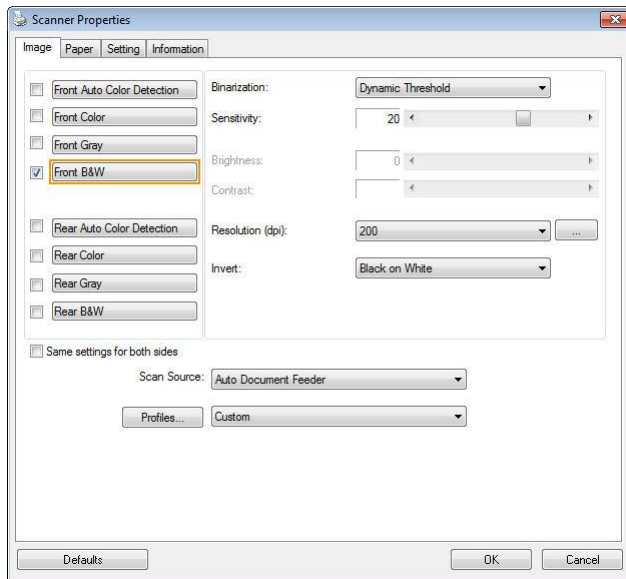 Scanner Properties
Image Paper Setting Information
Front Auto Color Detection
Front Color
Front Gray
Front B&W
Rear Auto Color Detection
Rear Color
Rear Gray
Rear B&W
Binarization: Dynamic Threshold
Sensitivity: 20
Brightness: 0
Contrast:
Resolution (dpi): 200 ...
Invert: Black on White
Same settings for both sides
Scan Source: Auto Document Feeder
Profiles... Custom
Defaults OK Cancel